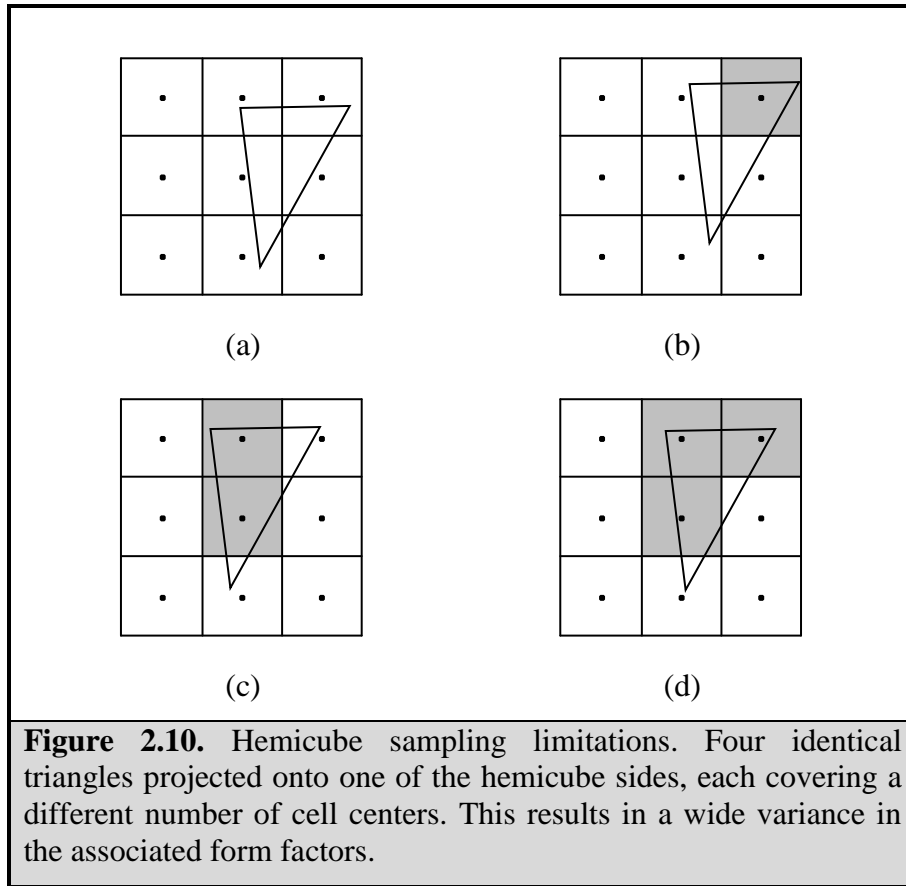 (a)
(b)
(c)
(d)
Figure 2.10. Hemicube sampling limitations. Four identical
triangles projected onto one of the hemicube sides, each covering a
different number of cell centers. This results in a wide variance in
the associated form factors.